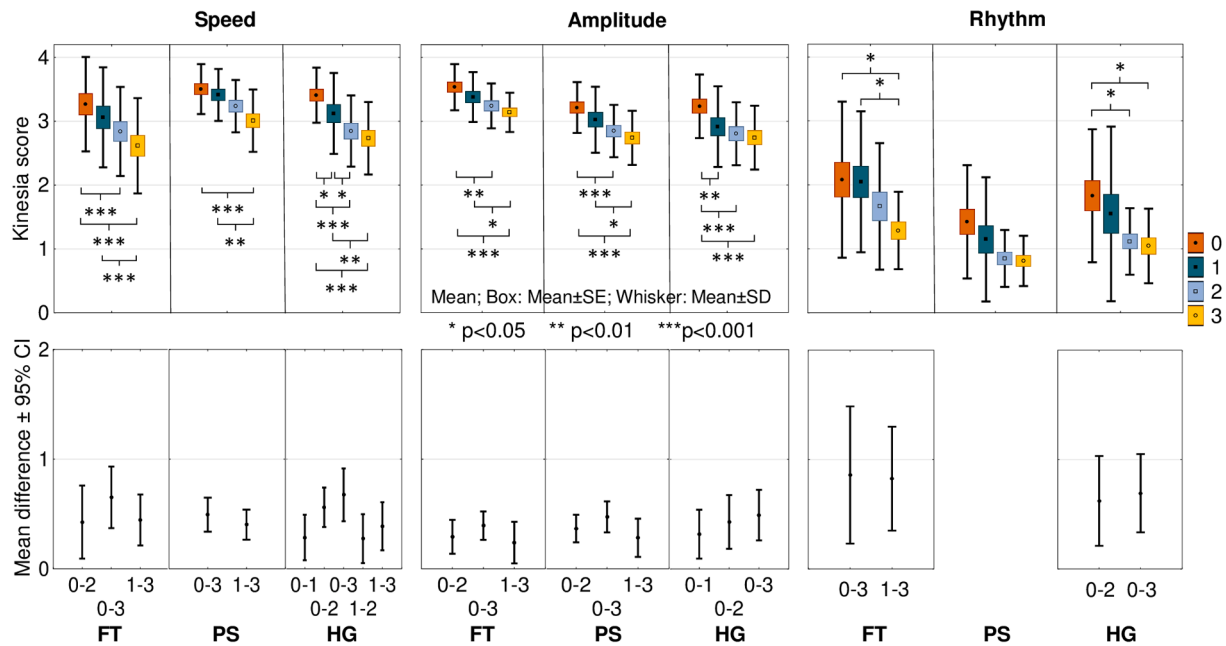 Speed Amplitude Rhythm
4
3
2
1
0
Kinesia score
*** *** ***
*** **
* * *** ** ***
** * ***
*** * ***
** *** ***
* *
* *
0
1
2
3
Mean; Box: Mean±SE; Whisker: Mean±SD
* p<0.05 ** p<0.01 ***p<0.001
2
1
0
Mean difference ± 95% CI
0-2 1-3 0-3 1-3 0-1 0-3 1-3 0-2 1-3 0-2 1-3 0-1 0-3 0-3 1-3 0-2 0-3
0-3 0-2 1-2 0-3 0-3 0-2
FT PS HG FT PS HG FT PS HG